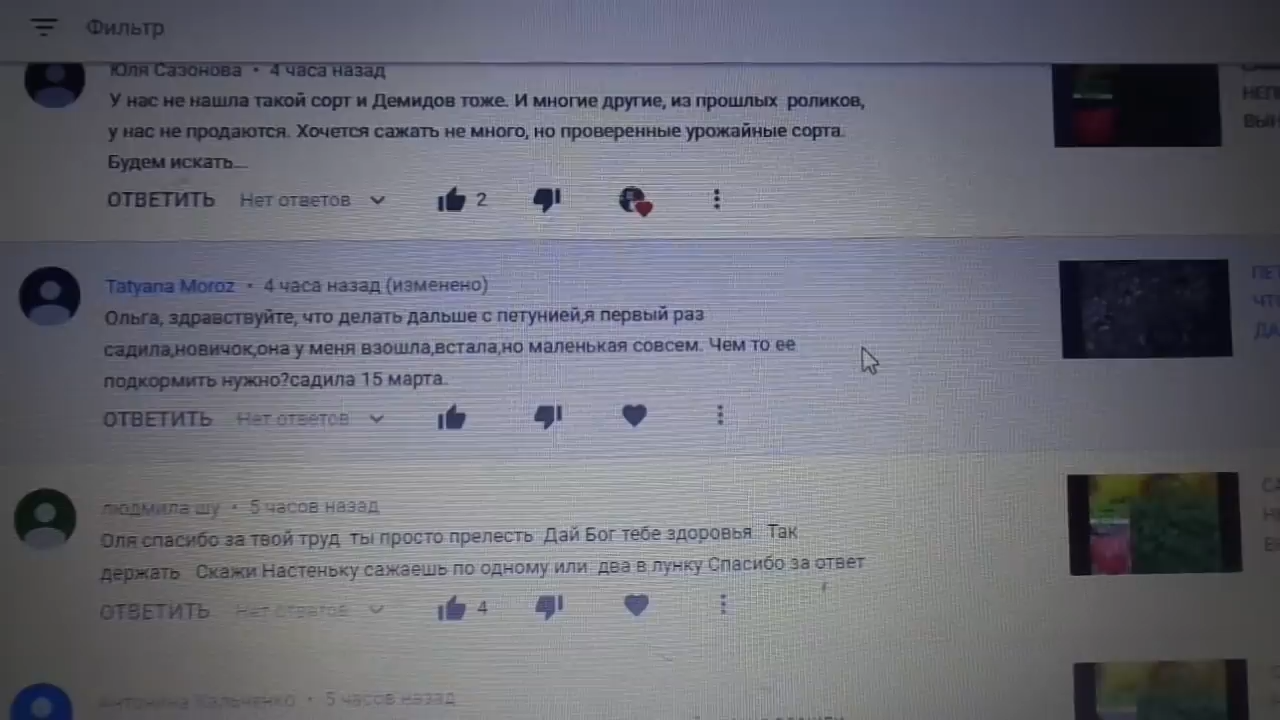 Фильтр
Юля Сазонова • 4 часа назад
У нас не нашла такой сорт и Демидов тоже. И многие другие, из прошлых роликов,
у нас не продаются. Хочется сажать не много, но проверенные урожайные сорта.
Будем искать...
ОТВЕТИТЬ Нет ответов 2
Tatyana Moroz • 4 часа назад (изменено)
Ольга, здравствуйте, что делать дальше с петунией,я первый раз
садила,новичок,она у меня взошла,встала,но маленькая совсем. Чем то ее
подкормить нужно?садила 15 марта.
ОТВЕТИТЬ Нет ответов
людмила шу • 5 часов назад
Оля спасибо за твой труд ты просто прелесть Дай Бог тебе здоровья Так
держать Скажи Настеньку сажаешь по одному или два в лунку Спасибо за ответ
ОТВЕТИТЬ Нет ответов 4
Антонина Кальченко • 5 часов назад